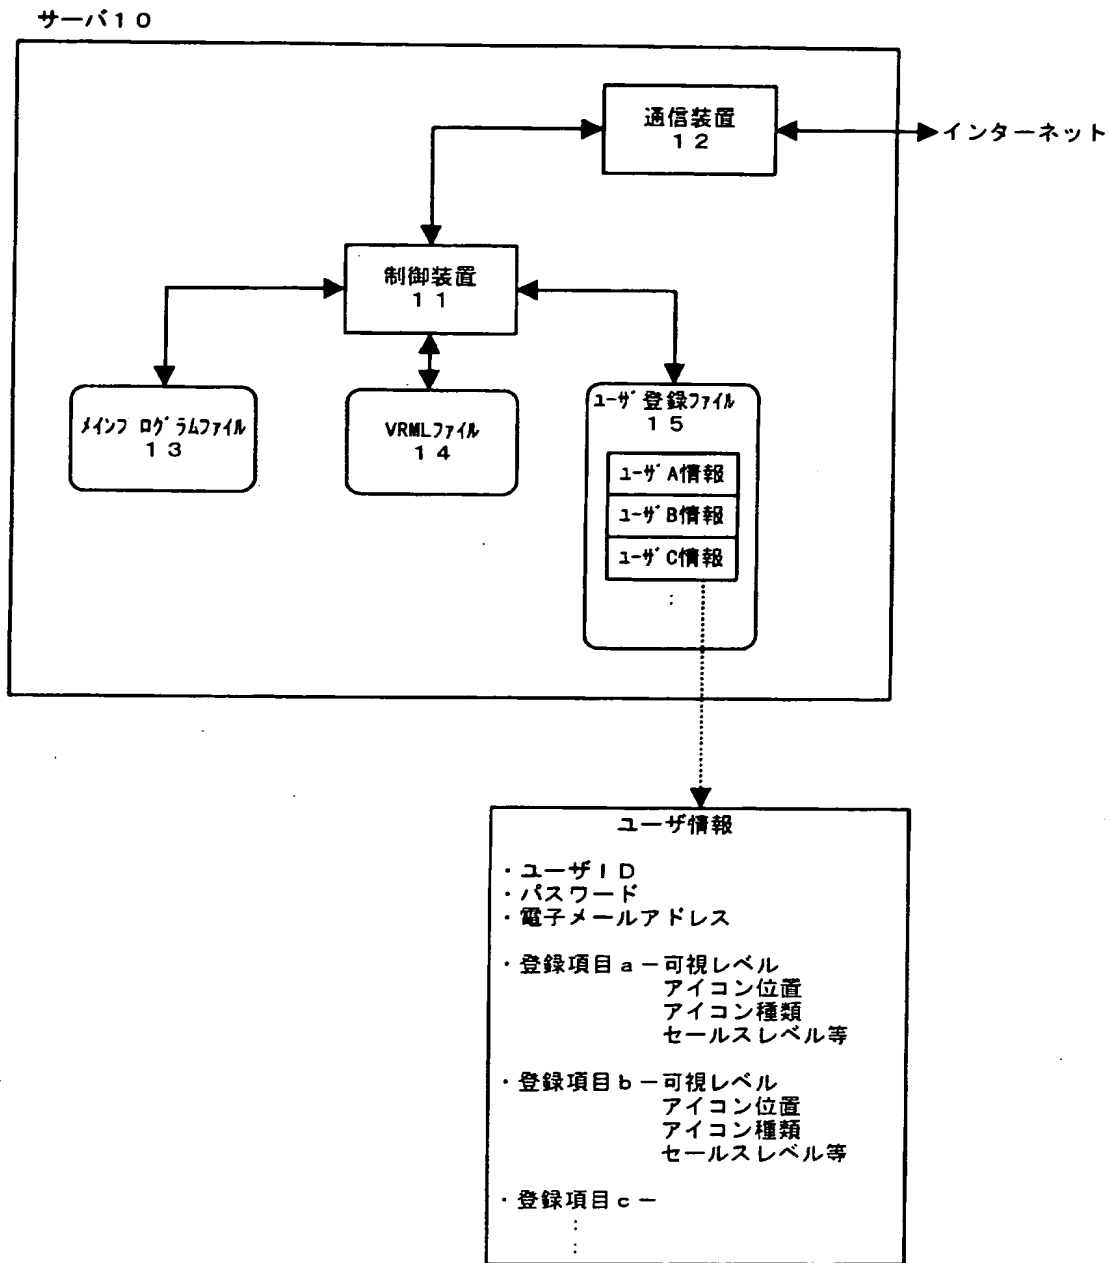 サーバ１０
通信装置
１２
インターネット
制御装置
１１
ﾒｲﾝﾌ ﾛｸﾞﾗﾑﾌｧｲﾙ
１３
VRMLﾌｧｲﾙ
１４
ﾕｰｻﾞ登録ﾌｧｲﾙ
１５
ﾕｰｻﾞA情報
ﾕｰｻﾞB情報
ﾕｰｻﾞC情報
:
ユーザ情報
・ユーザＩＤ
・パスワード
・電子メールアドレス
・登録項目ａ－可視レベル
アイコン位置
アイコン種類
セールスレベル等
・登録項目ｂ－可視レベル
アイコン位置
アイコン種類
セールスレベル等
・登録項目ｃ－
:
: